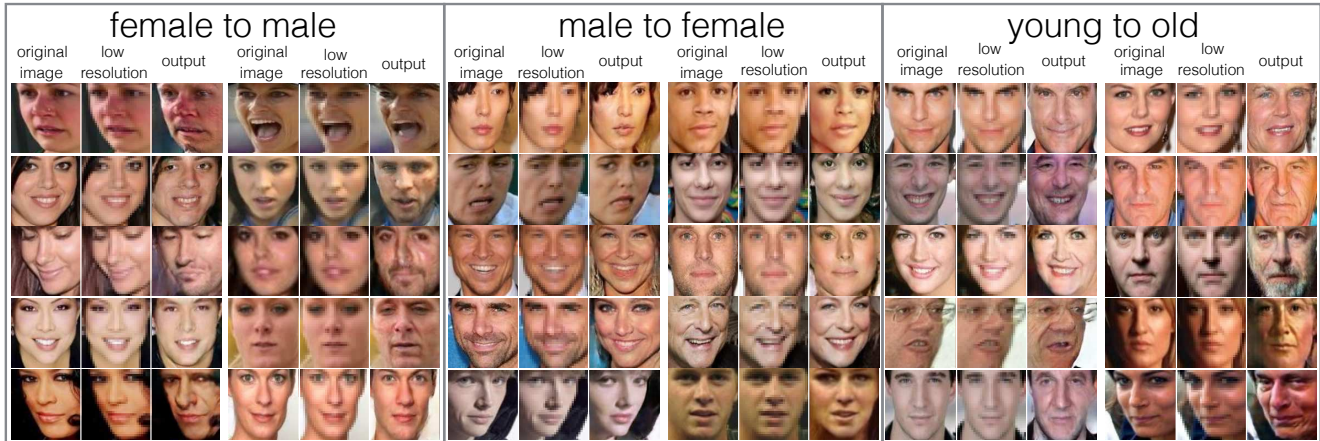 female to male
original image
low resolution
output
original image
low resolution
output
male to female
original image
low resolution
output
original image
low resolution
output
young to old
original image
low resolution
output
original image
low resolution
output